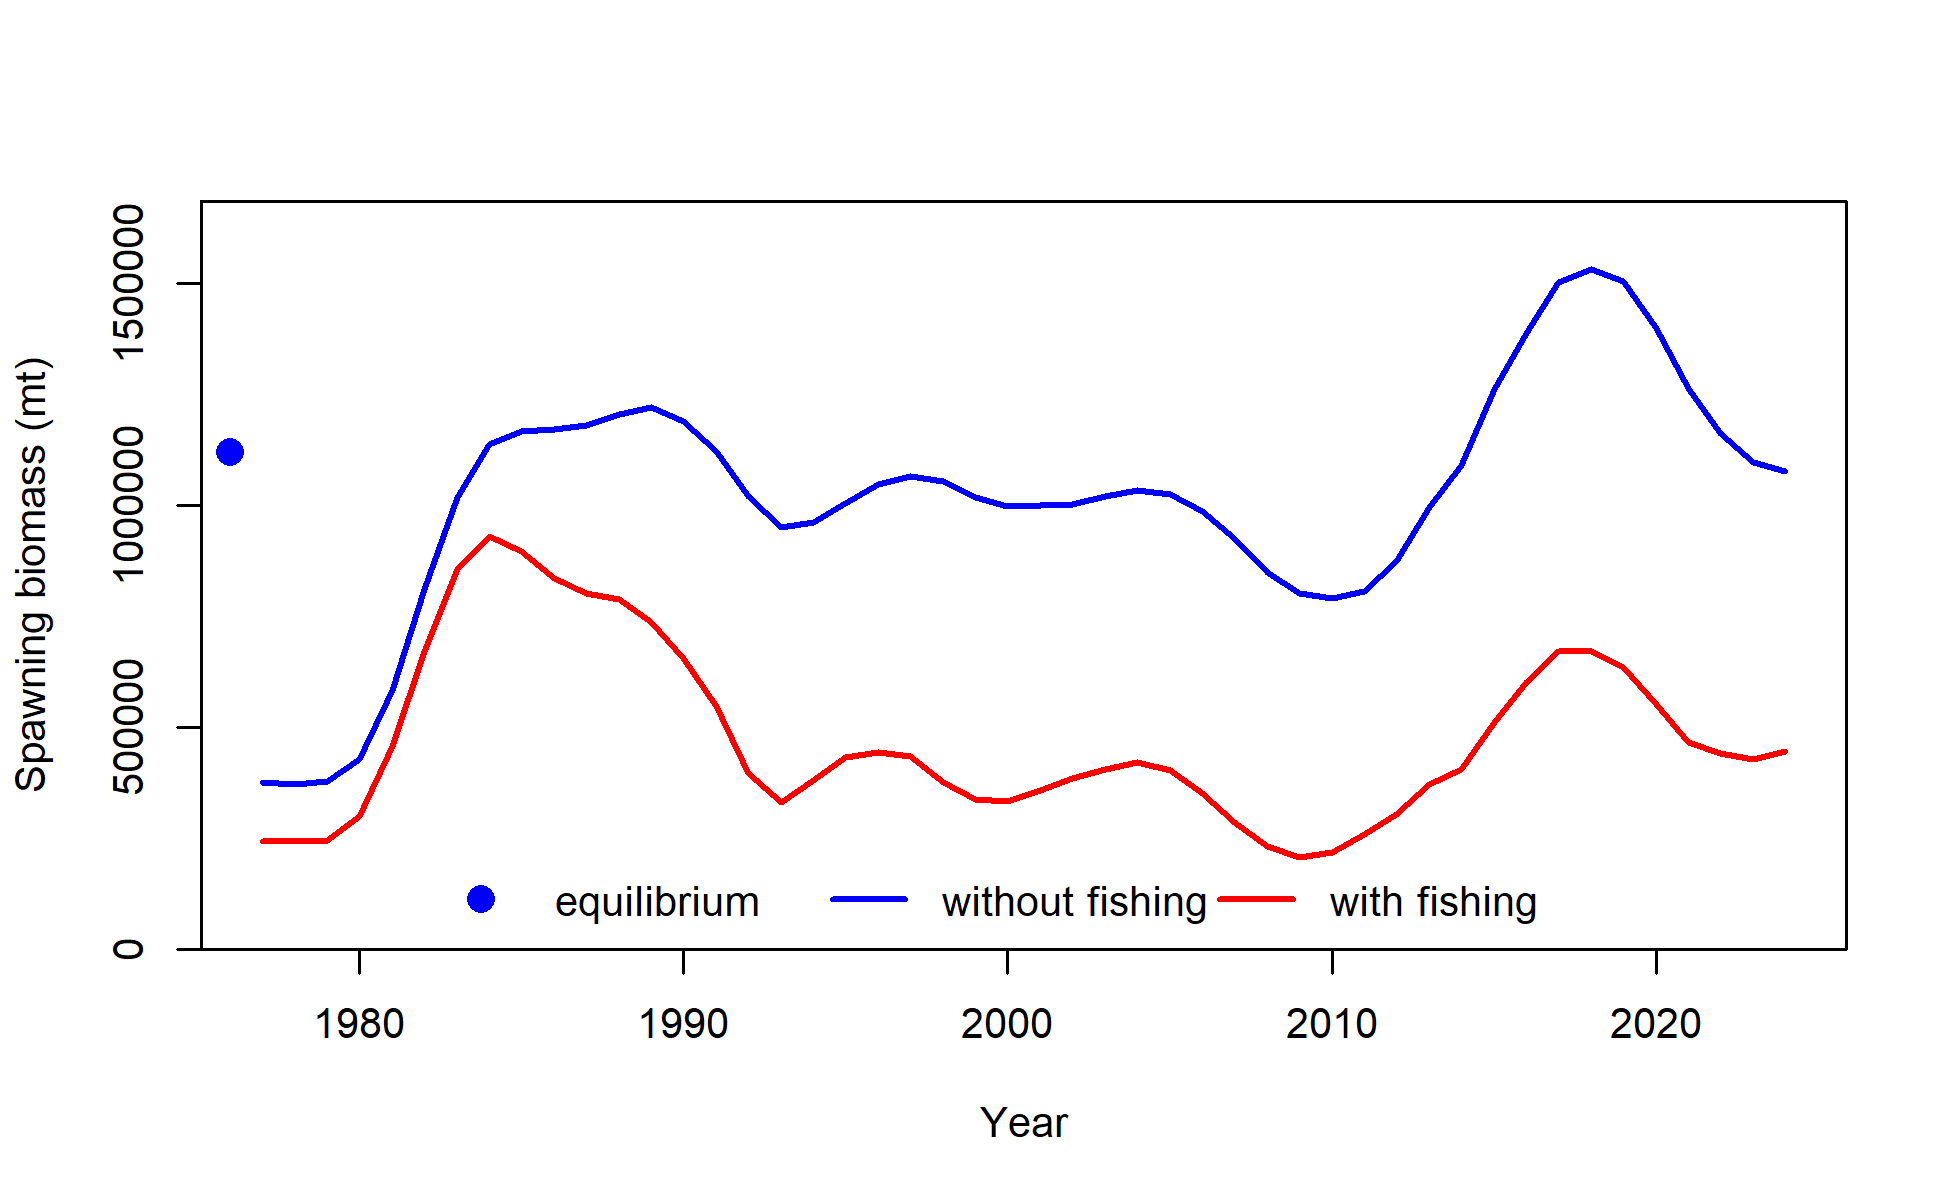 Spawning biomass (mt)
1500000
1000000
500000
0
equilibrium without fishing with fishing
1980 1990 2000 2010 2020
Year